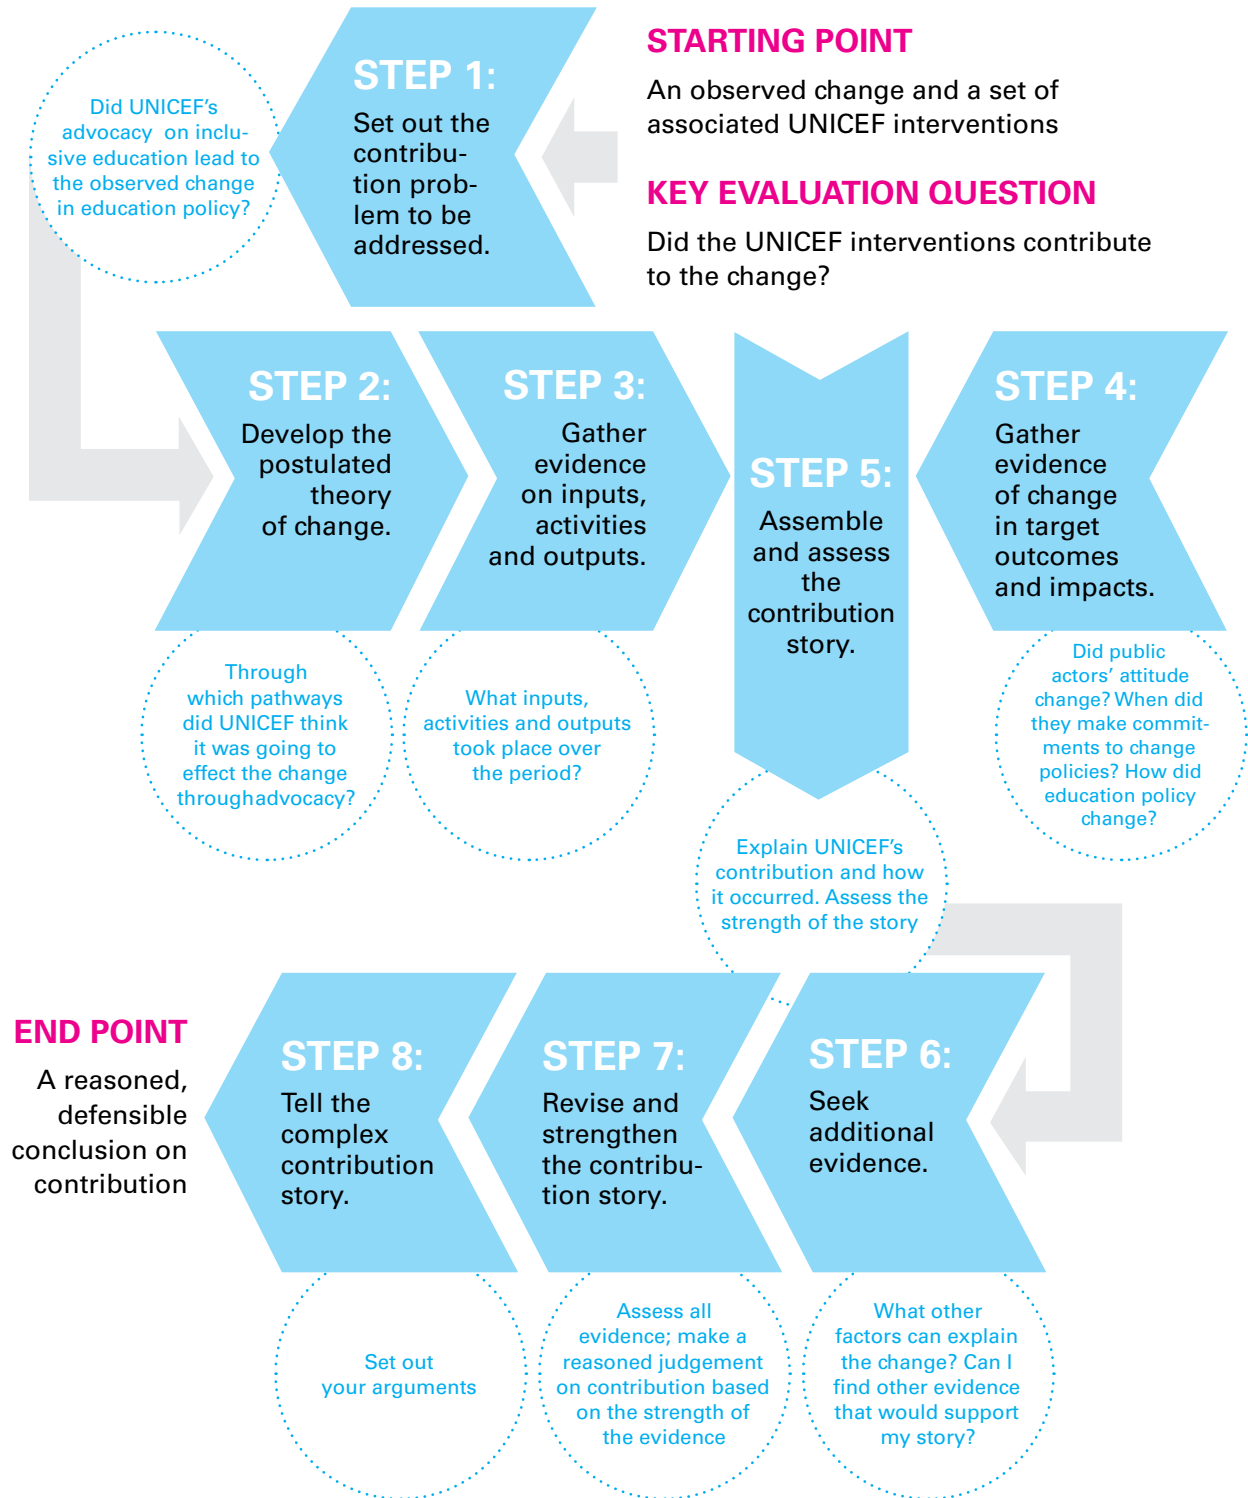 STARTING POINT
An observed change and a set of
associated UNICEF interventions
KEY EVALUATION QUESTION
Did the UNICEF interventions contribute
to the change?
STEP 1:
Set out the
contribu-
tion prob-
lem to be
addressed.
Did UNICEF's
advocacy  on inclu-
sive education lead to
the observed change
in education policy?
STEP 2:
Develop the
postulated
theory
of change.
Through
which pathways
did UNICEF think
it was going to
effect the change
throughadvocacy?
STEP 3:
Gather
evidence
on inputs,
activities
and outputs.
What inputs,
activities and outputs
took place over
the period?
STEP 4:
Gather
evidence
of change
in target
outcomes
and impacts.
Did public
actors' attitude
change? When did
they make commit-
ments to change
policies? How did
education policy
change?
STEP 5:
Assemble
and assess
the
contribution
story.
Explain UNICEF's
contribution and how
it occurred. Assess the
strength of the story
STEP 6:
Seek
additional
evidence.
What other
factors can explain
the change? Can I
find other evidence
that would support
my story?
STEP 7:
Revise and
strengthen
the contribu-
tion story.
Assess all
evidence; make a
reasoned judgement
on contribution based
on the strength of
the evidence
STEP 8:
Tell the
complex
contribution
story.
Set out
your arguments
END POINT
A reasoned,
defensible
conclusion on
contribution